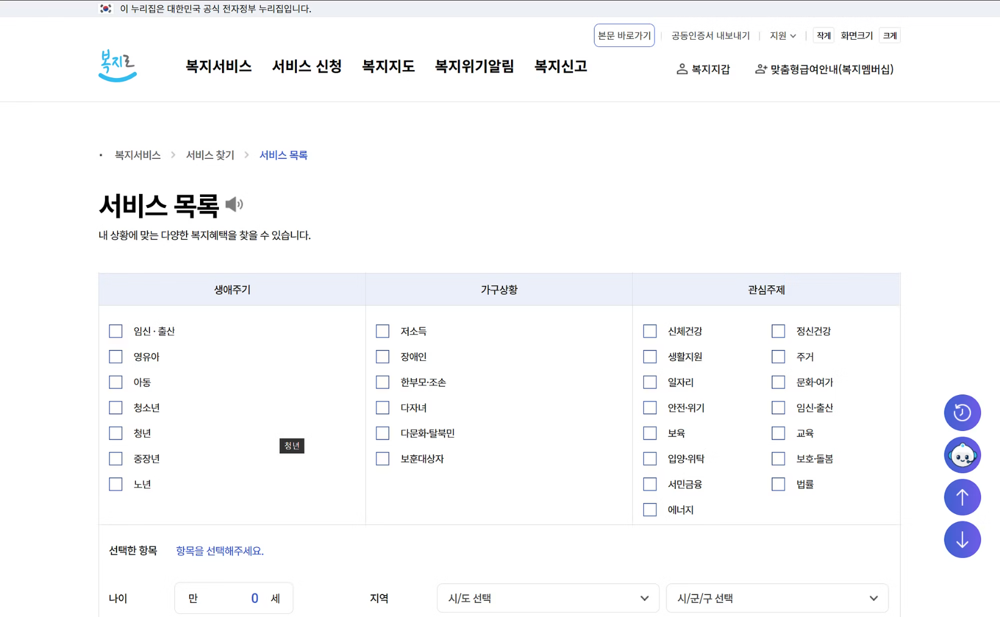 이 누리집은 대한민국 공식 전자정부 누리집입니다.
본문 바로가기 공동인증서 내보내기 지원 작게 화면크기 크게
복지로 복지서비스 서비스 신청 복지지도 복지위기알림 복지신고 복지지갑 맞춤형급여안내(복지멤버십)
복지서비스 서비스 찾기 서비스 목록
서비스 목록
내 상황에 맞는 다양한 복지혜택을 찾을 수 있습니다.
생애주기 가구상황 관심주제
임신 · 출산 저소득 신체건강 정신건강
영유아 장애인 생활지원 주거
아동 한부모·조손 일자리 문화·여가
청소년 다자녀 안전·위기 임신·출산
청년 다문화·탈북민 보육 교육
청년
중장년 보훈대상자 입양·위탁 보호·돌봄
노년 서민금융 법률
에너지
선택한 항목 항목을 선택해주세요.
나이 만 0 세 지역 시/도 선택 시/군/구 선택